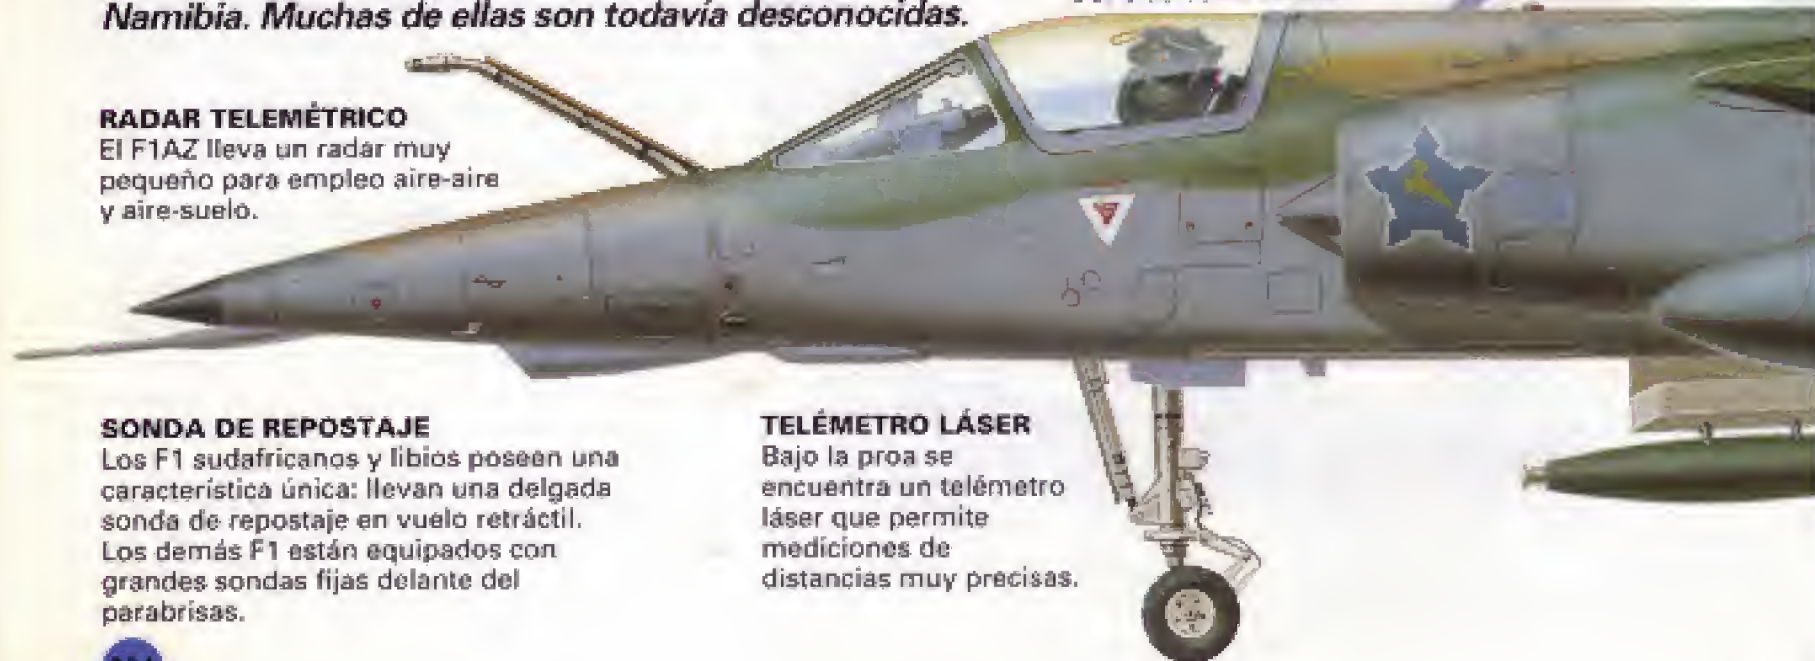 Namibia. Muchas de ellas son todavía desconocidas.
RADAR TELEMÉTRICO
El F1AZ lleva un radar muy
pequeño para empleo aire-aire
y aire-suelo.
SONDA DE REPOSTAJE
Los F1 sudafricanos y libios poseen una
característica única: llevan una delgada
sonda de repostaje en vuelo retráctil.
Los demás F1 están equipados con
grandes sondas fijas delante del
parabrisas.
TELÉMETRO LÁSER
Bajo la proa se
encuentra un telémetro
láser que permite
mediciones de
distancias muy precisas.